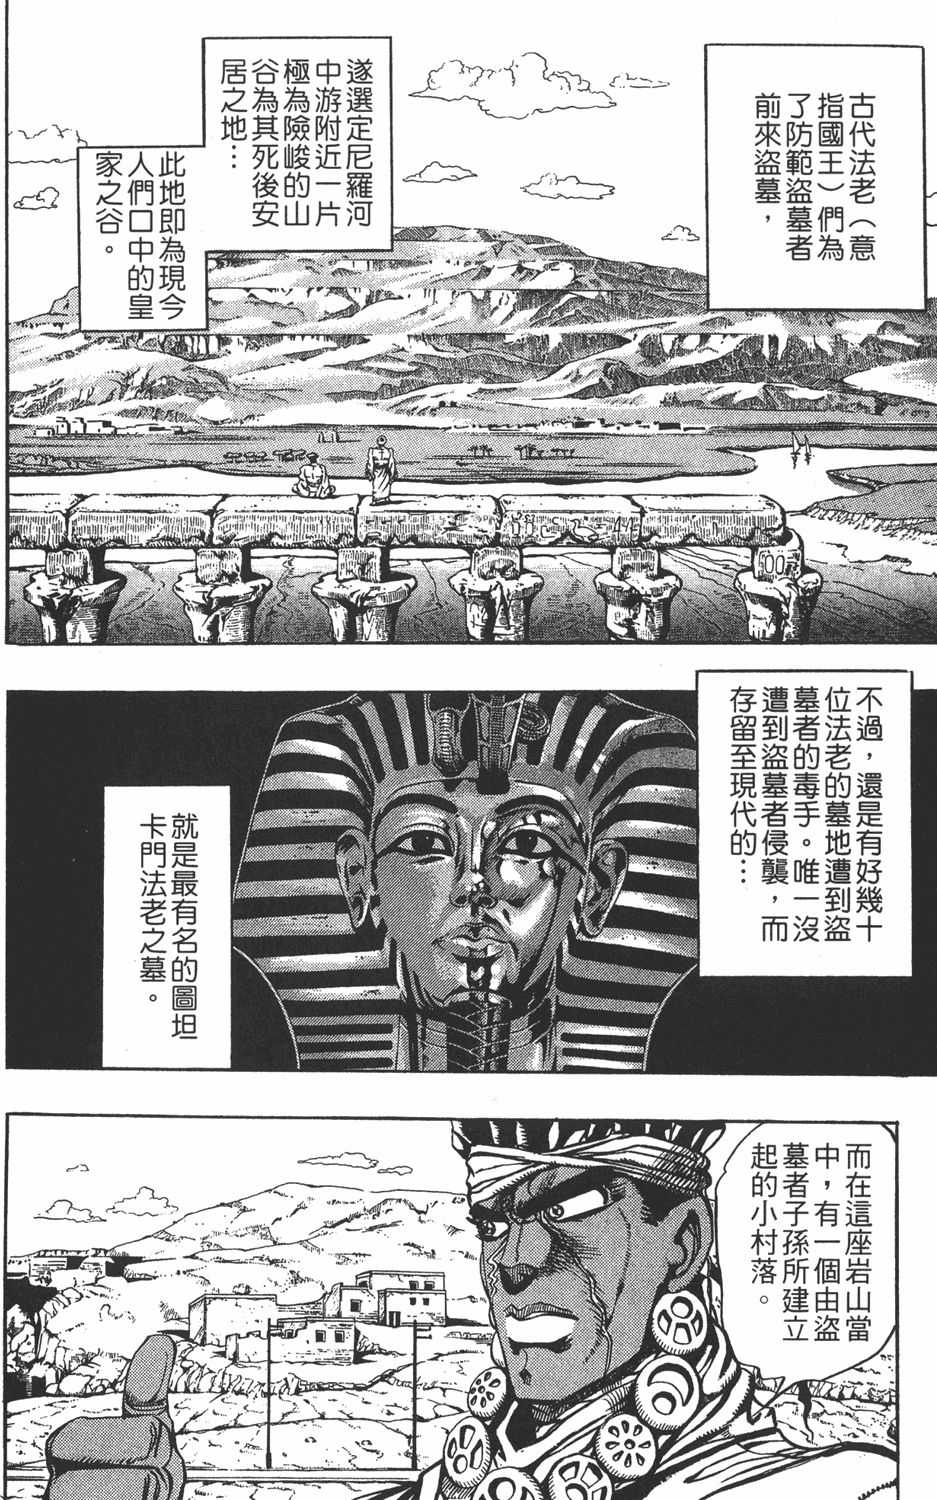 古代法老（意
指國王）們為
了防範盜墓者
前來盜墓，
遂選定尼羅河
中游附近一片
極為險峻的山
谷為其死後安
居之地…
此地即為現今
人們口中的皇
家之谷。
不過，還是有好幾十
位法老的墓地遭到盜
墓者的毒手。唯一沒
遭到盜墓者侵襲，而
存留至現代的…
就是最有名的圖坦
卡門法老之墓。
而在這座岩山當
中，有一個由盜
墓者子孫所建立
起的小村落。